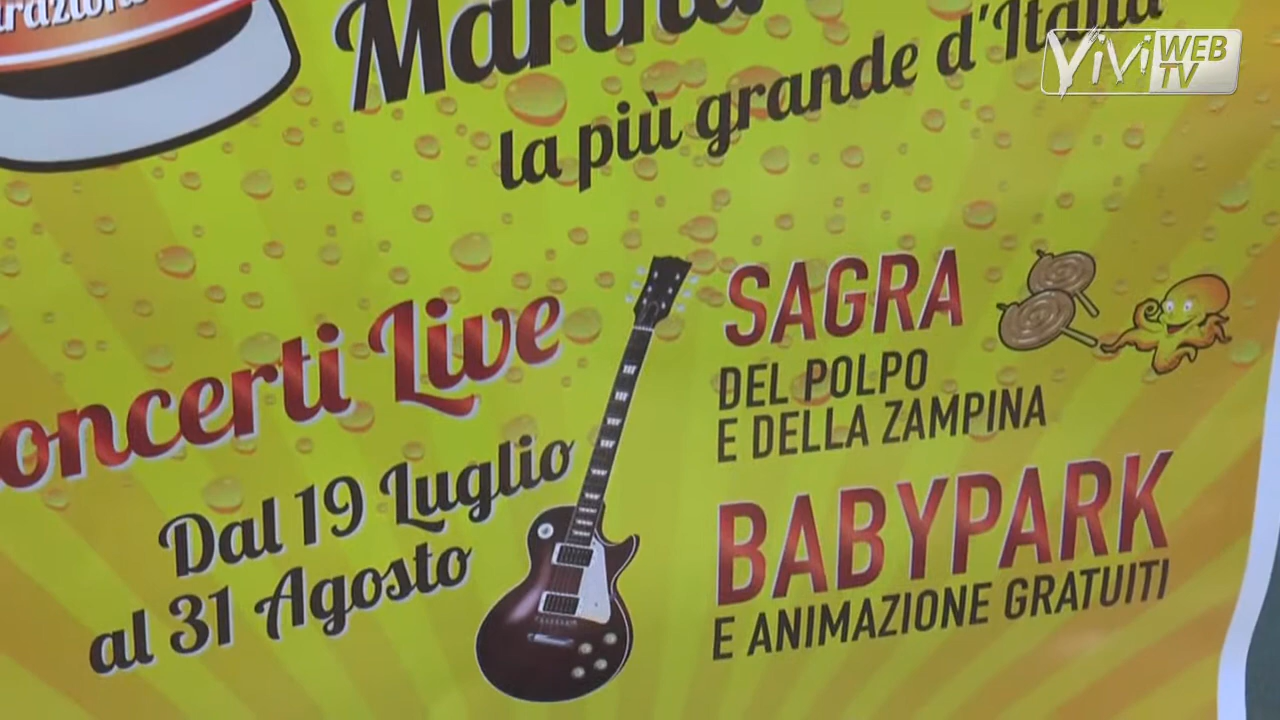 Marina
la più grande d'Italia
ViVi WEB TV
Concerti Live
Dal 19 Luglio
al 31 Agosto
SAGRA
DEL POLPO
E DELLA ZAMPINA
BABYPARK
E ANIMAZIONE GRATUITI